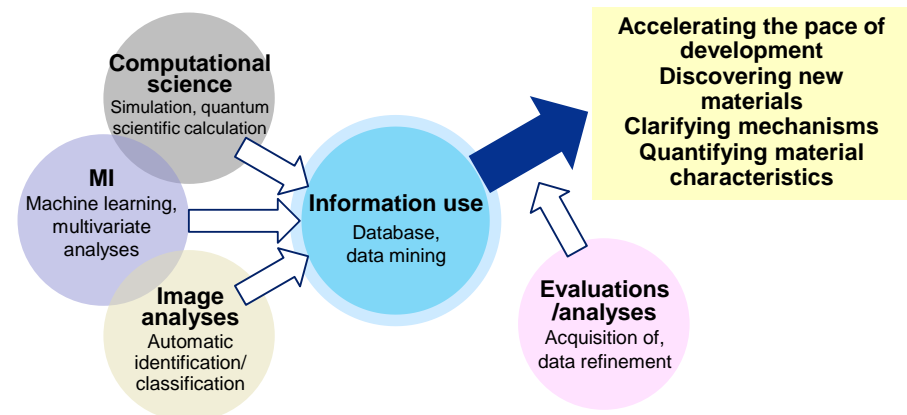 Computational
science
Simulation, quantum
scientific calculation
MI
Machine learning,
multivariate
analyses
Image
analyses
Automatic
identification/
classification
Information use
Database,
data mining
Accelerating the pace of
development
Discovering new
materials
Clarifying mechanisms
Quantifying material
characteristics
Evaluations
/analyses
Acquisition of,
data refinement